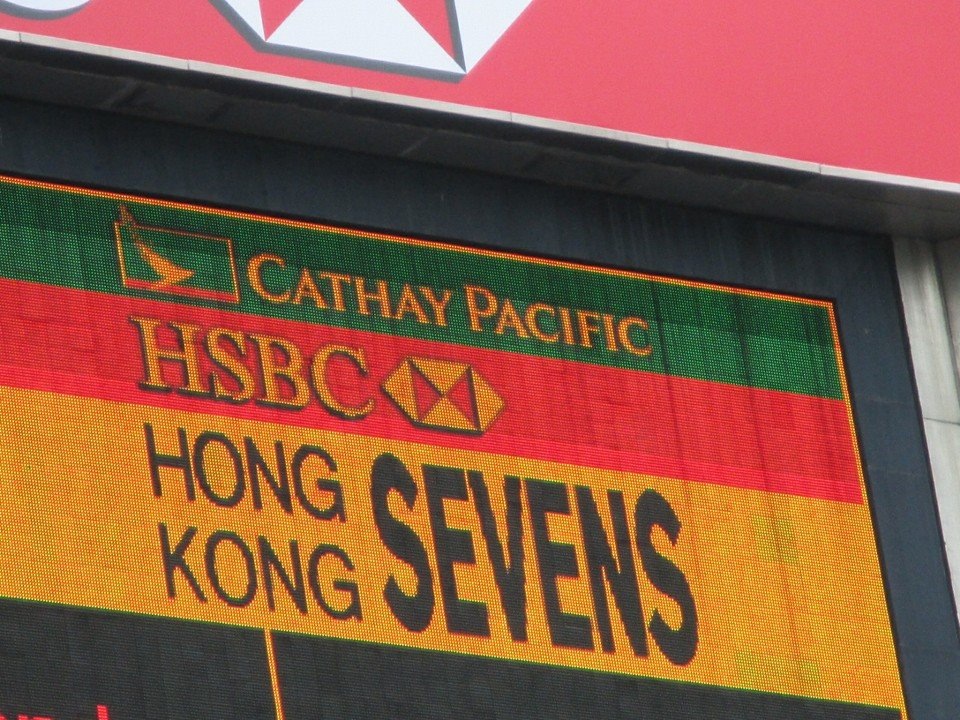 CATHAY PACIFIC
HSBC
HONG KONG SEVENS